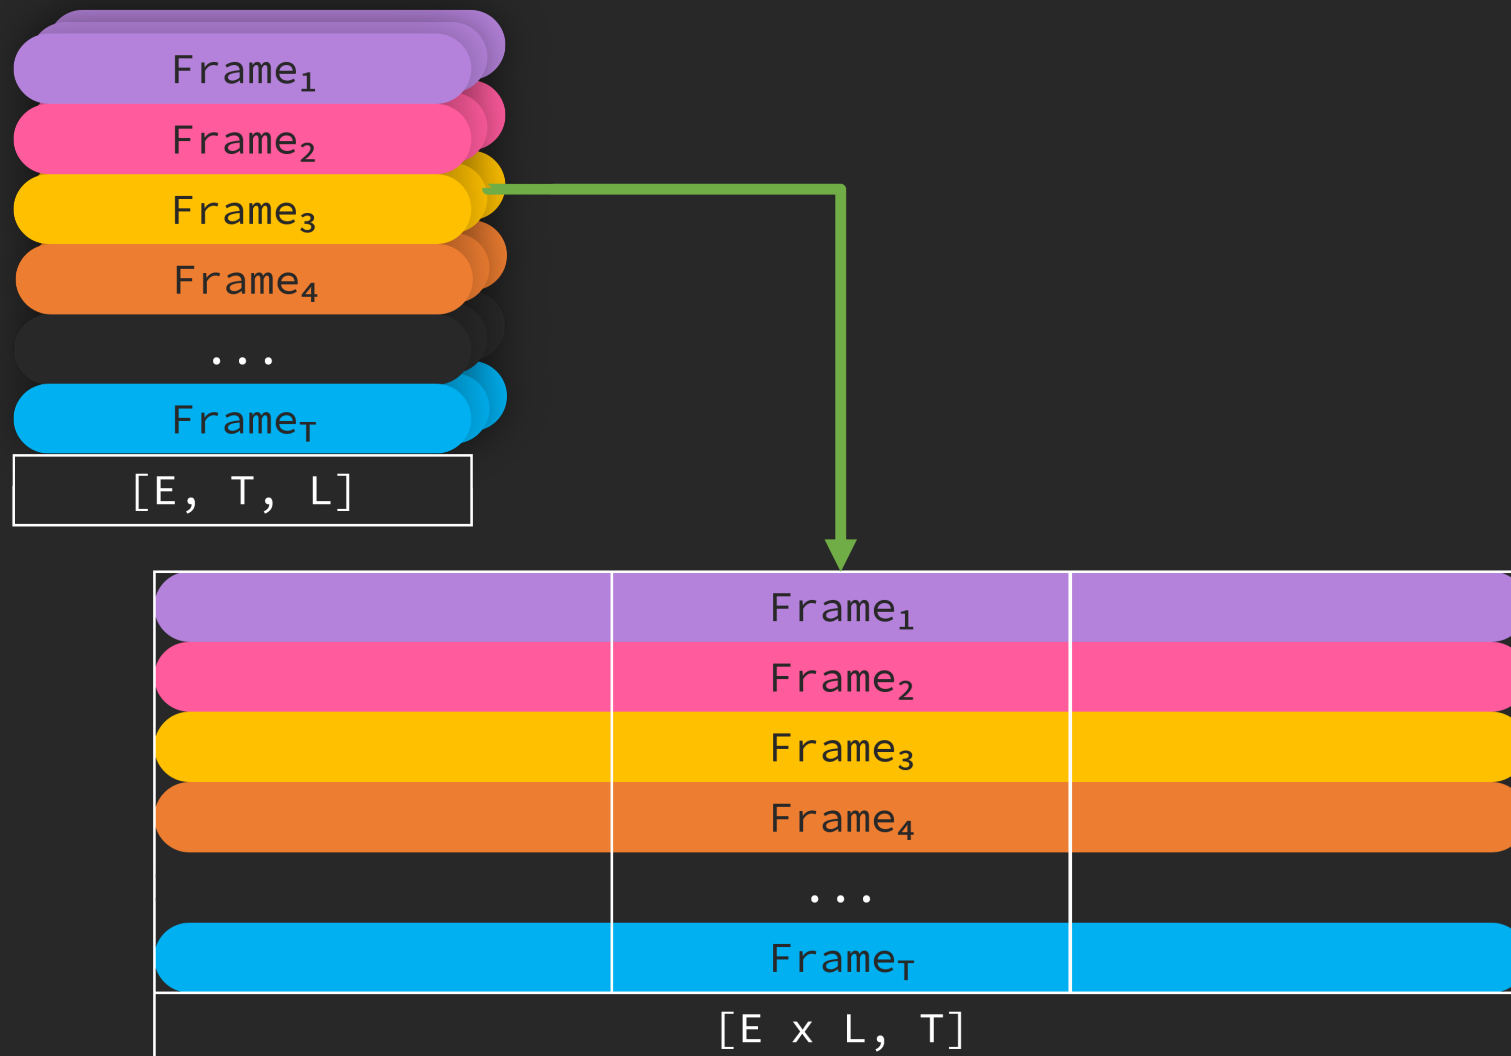 Frame₁
Frame₂
Frame₃
Frame₄
...
Frame_T
[E, T, L]
Frame₁
Frame₂
Frame₃
Frame₄
...
Frame_T
[E x L, T]